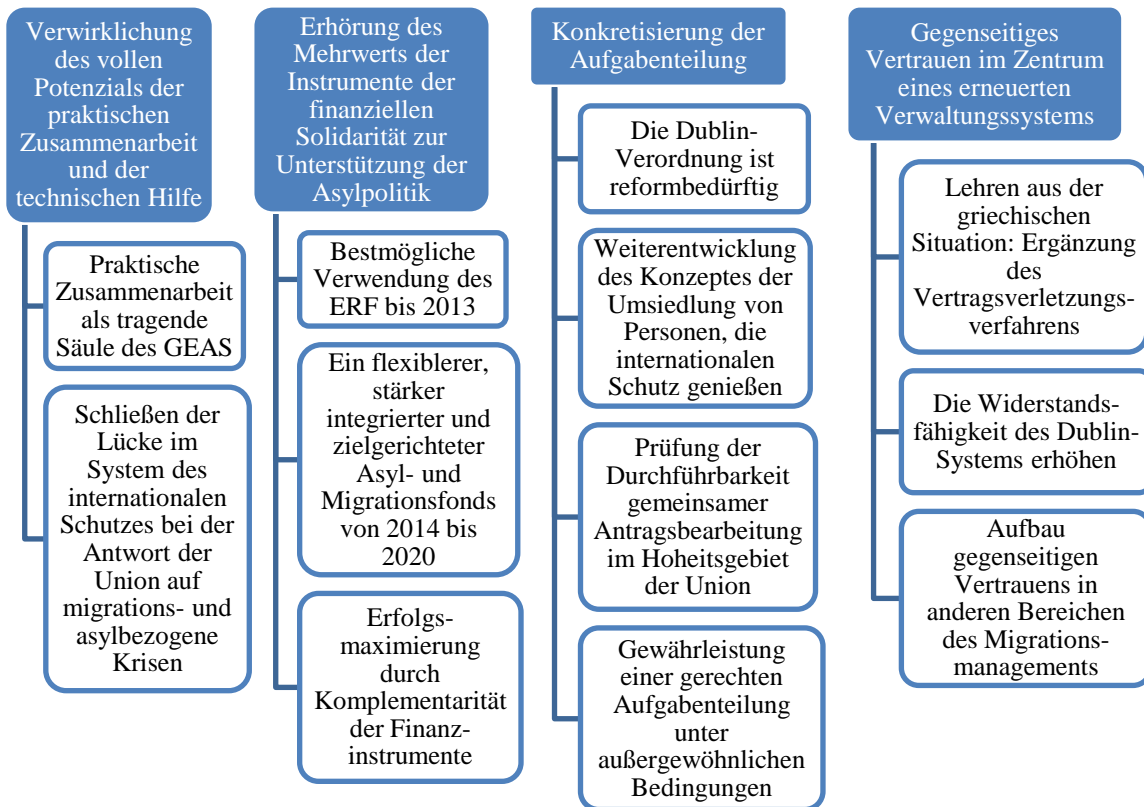 Verwirklichung
des vollen
Potenzials der
praktischen
Zusammenarbeit
und der
technischen Hilfe
Praktische
Zusammenarbeit
als tragende
Säule des GEAS
Schließen der
Lücke im
System des
internationalen
Schutzes bei der
Antwort der
Union auf
migrations- und
asylbezogene
Krisen
Erhörung des
Mehrwerts der
Instrumente der
finanziellen
Solidarität zur
Unterstützung der
Asylpolitik
Bestmögliche
Verwendung des
ERF bis 2013
Ein flexiblerer,
stärker
integrierter und
zielgerichteter
Asyl- und
Migrationsfonds
von 2014 bis
2020
Erfolgs-
maximierung
durch
Komplementarität
der Finanz-
instrumente
Konkretisierung der
Aufgabenteilung
Die Dublin-
Verordnung ist
reformbedürftig
Weiterentwicklung
des Konzeptes der
Umsiedlung von
Personen, die
internationalen
Schutz genießen
Prüfung der
Durchführbarkeit
gemeinsamer
Antragsbearbeitung
im Hoheitsgebiet
der Union
Gewährleistung
einer gerechten
Aufgabenteilung
unter
außergewöhnlichen
Bedingungen
Gegenseitiges
Vertrauen im Zentrum
eines erneuerten
Verwaltungssystems
Lehren aus der
griechischen
Situation: Ergänzung
des
Vertragsverletzungs-
verfahrens
Die Widerstands-
fähigkeit des Dublin-
Systems erhöhen
Aufbau
gegenseitigen
Vertrauens in
anderen Bereichen
des Migrations-
managements